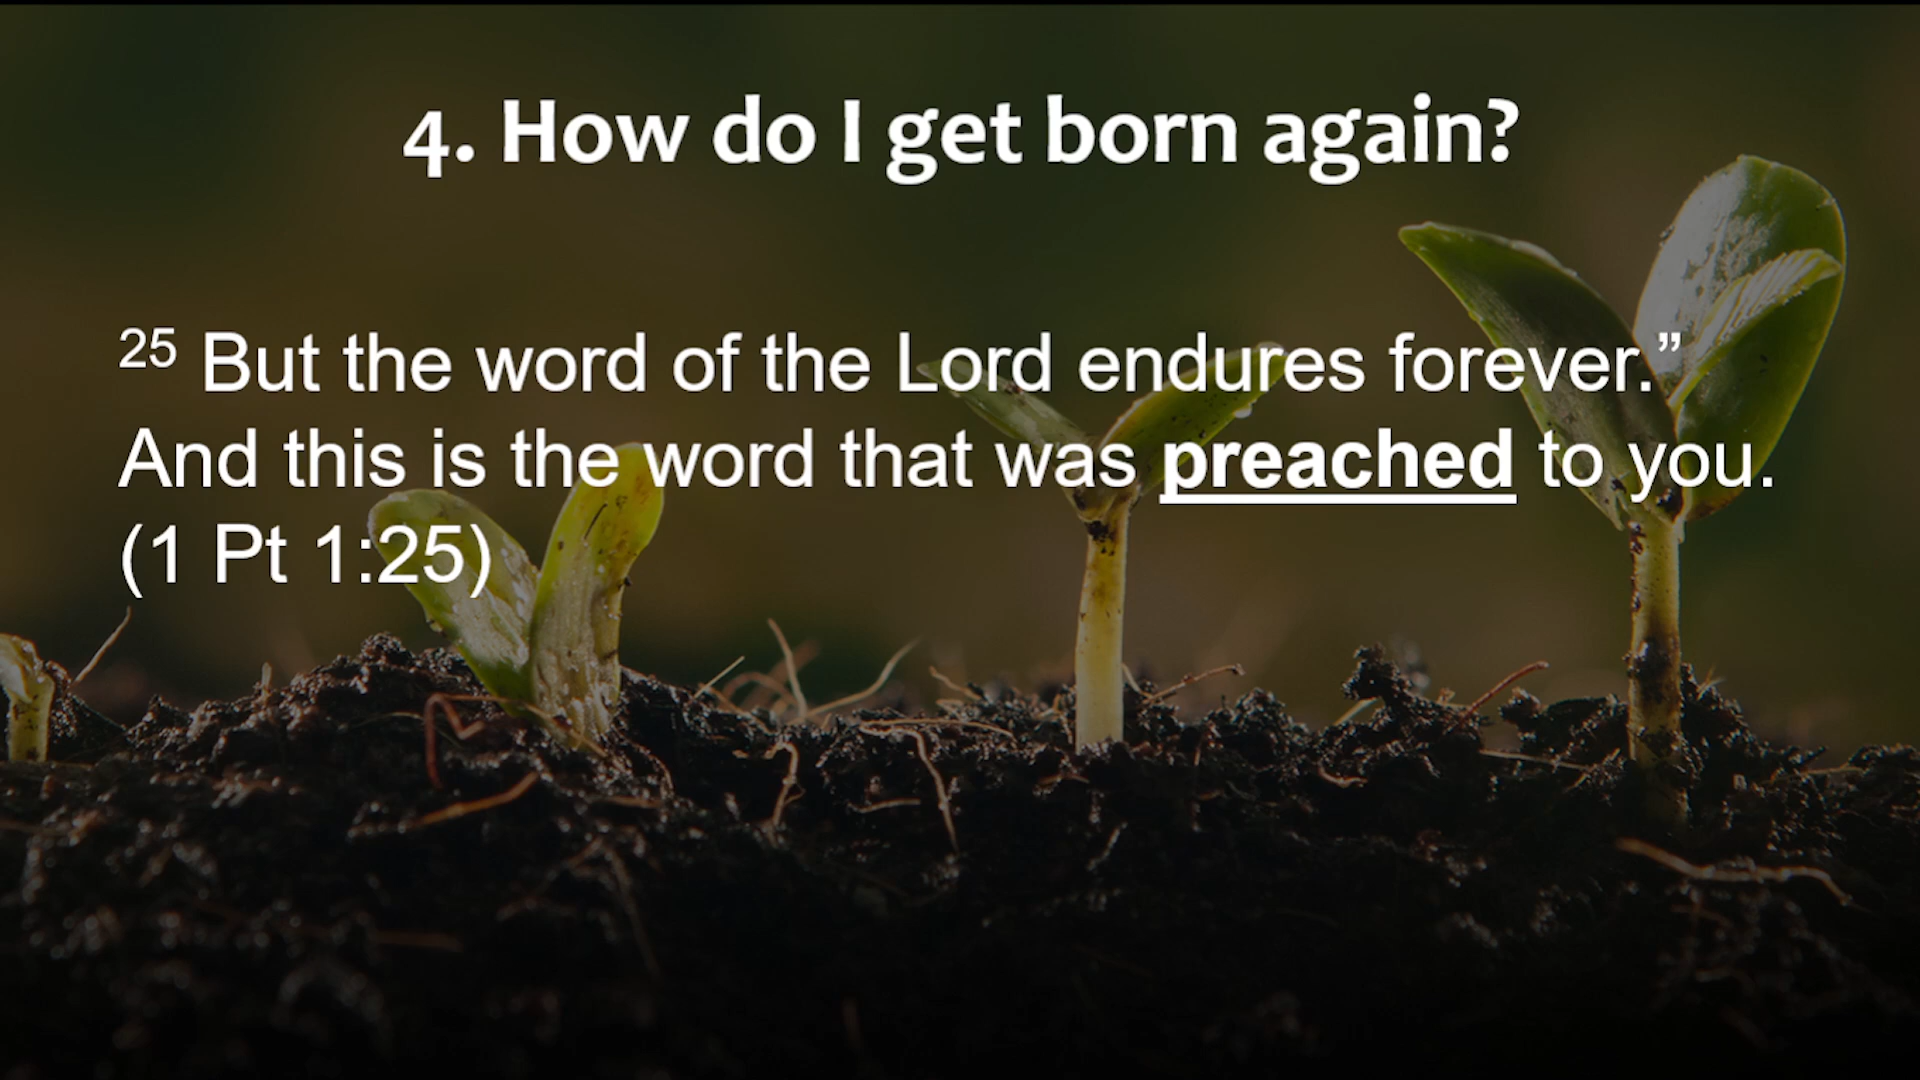 4. How do I get born again?
25 But the word of the Lord endures forever.”
And this is the word that was preached to you.
(1 Pt 1:25)